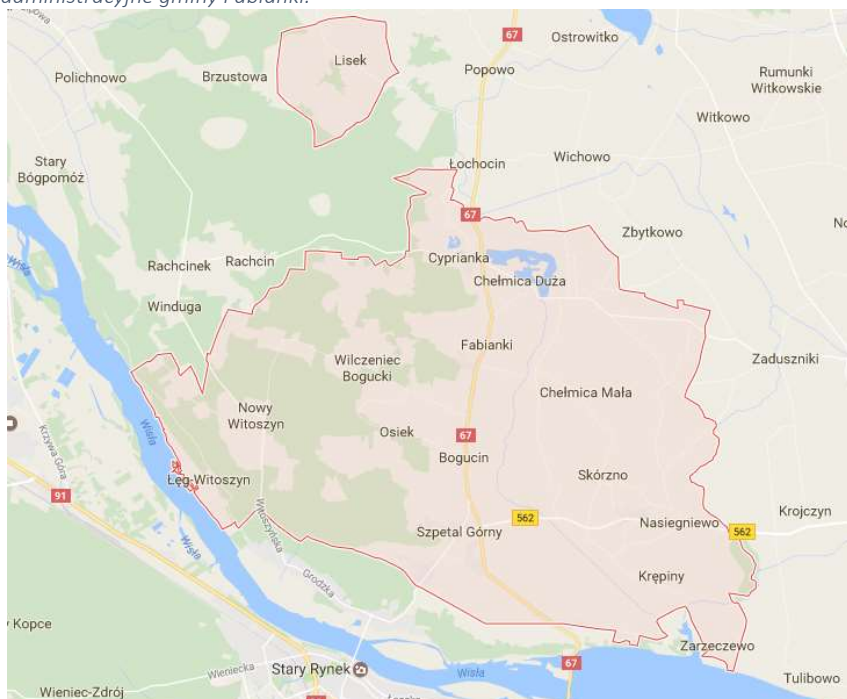 administracyjne gminy Fabianki.
67
Ostrowitko
Lisek
Popowo
Polichnowo
Brzustowa
Rumunki
Witkowskie
Witkowo
Stary
Bógpomóż
Łochocin
Wichowo
67
Zbytkowo
Rachcinek
Rachcin
Cyprianka
Wisła
Chełmica Duża
Winduga
Fabianki
Wilczeniec
Bogucki
Zaduszniki
Chełmica Mała
Nowy
Witoszyn
Osiek
67
Wisła
Krzywa Góra
Bogucin
Skórzno
Łęg-Witoszyn
91
Witoszyńska
562
Nasiegniewo
562
Krojczyn
Szpetal Górny
Wisła
Grodzka
Krępiny
Kopce
Zarzeczewo
Wieniecka
Stary Rynek
Wisła
67
Tulibowo
Wieniec-Zdrój